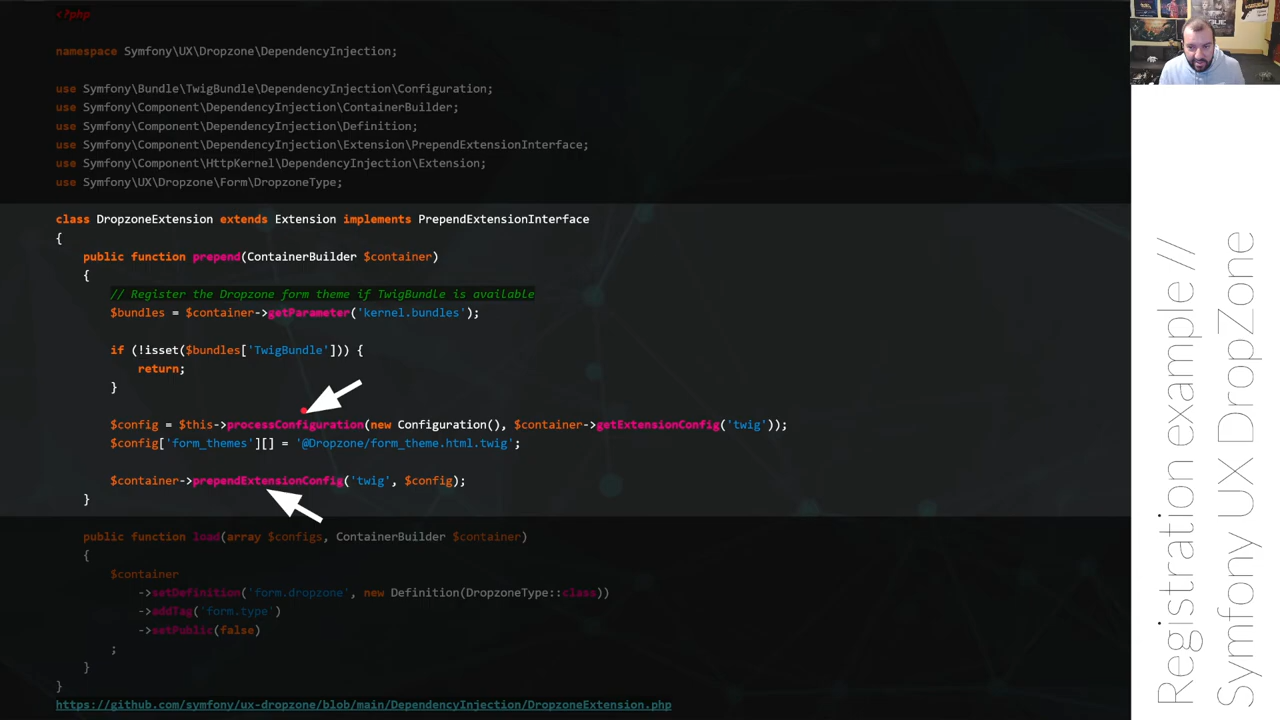 <?php
namespace Symfony\UX\Dropzone\DependencyInjection;
use Symfony\Bundle\TwigBundle\DependencyInjection\Configuration;
use Symfony\Component\DependencyInjection\ContainerBuilder;
use Symfony\Component\DependencyInjection\Definition;
use Symfony\Component\DependencyInjection\Extension\PrependExtensionInterface;
use Symfony\Component\HttpKernel\DependencyInjection\Extension;
use Symfony\UX\Dropzone\Form\DropzoneType;
class DropzoneExtension extends Extension implements PrependExtensionInterface
{
public function prepend(ContainerBuilder $container)
{
// Register the Dropzone form theme if TwigBundle is available
$bundles = $container->getParameter('kernel.bundles');
if (!isset($bundles['TwigBundle'])) {
return;
}
$config = $this->processConfiguration(new Configuration(), $container->getExtensionConfig('twig'));
$config['form_themes'][] = '@Dropzone/form_theme.html.twig';
$container->prependExtensionConfig('twig', $config);
}
public function load(array $configs, ContainerBuilder $container)
{
$container
->setDefinition('form.dropzone', new Definition(DropzoneType::class))
->addTag('form.type')
->setPublic(false)
;
}
}
https://github.com/symfony/ux-dropzone/blob/main/DependencyInjection/DropzoneExtension.php
Registration example //
Symfony UX DropZone